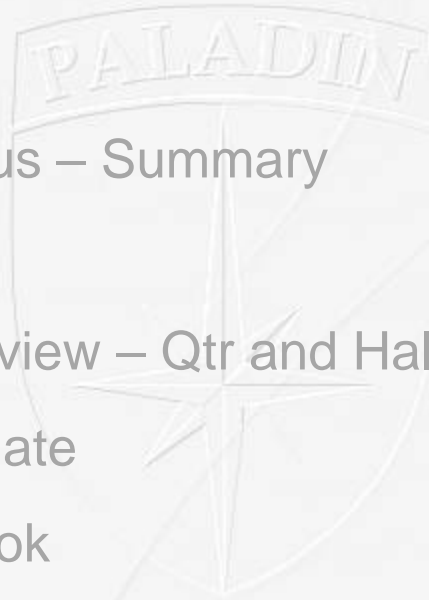 PALADIN
us – Summary
view – Qtr and Hal
ate
ok